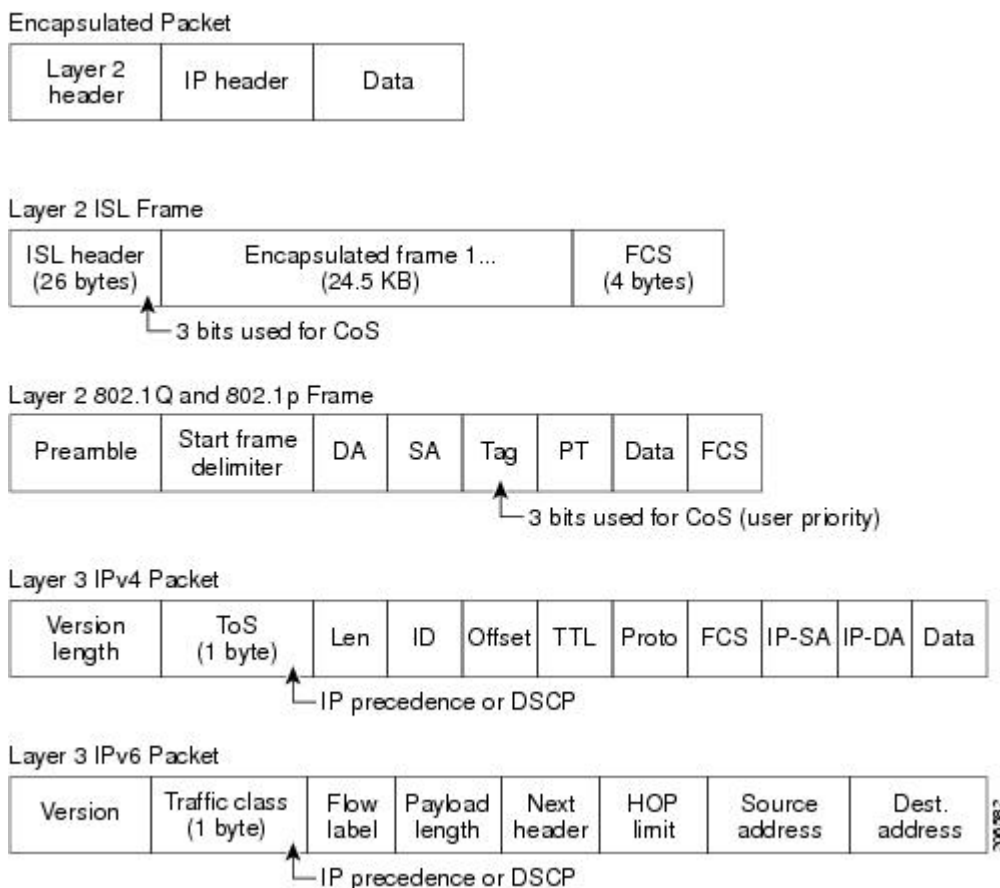 Encapsulated Packet
Layer 2 header
IP header
Data
Layer 2 ISL Frame
ISL header (26 bytes)
Encapsulated frame 1... (24.5 KB)
FCS (4 bytes)
3 bits used for CoS
Layer 2 802.1Q and 802.1p Frame
Preamble
Start frame delimiter
DA
SA
Tag
PT
Data
FCS
3 bits used for CoS (user priority)
Layer 3 IPv4 Packet
Version length
ToS (1 byte)
Len
ID
Offset
TTL
Proto
FCS
IP-SA
IP-DA
Data
IP precedence or DSCP
Layer 3 IPv6 Packet
Version
Traffic class (1 byte)
Flow label
Payload length
Next header
HOP limit
Source address
Dest. address
IP precedence or DSCP